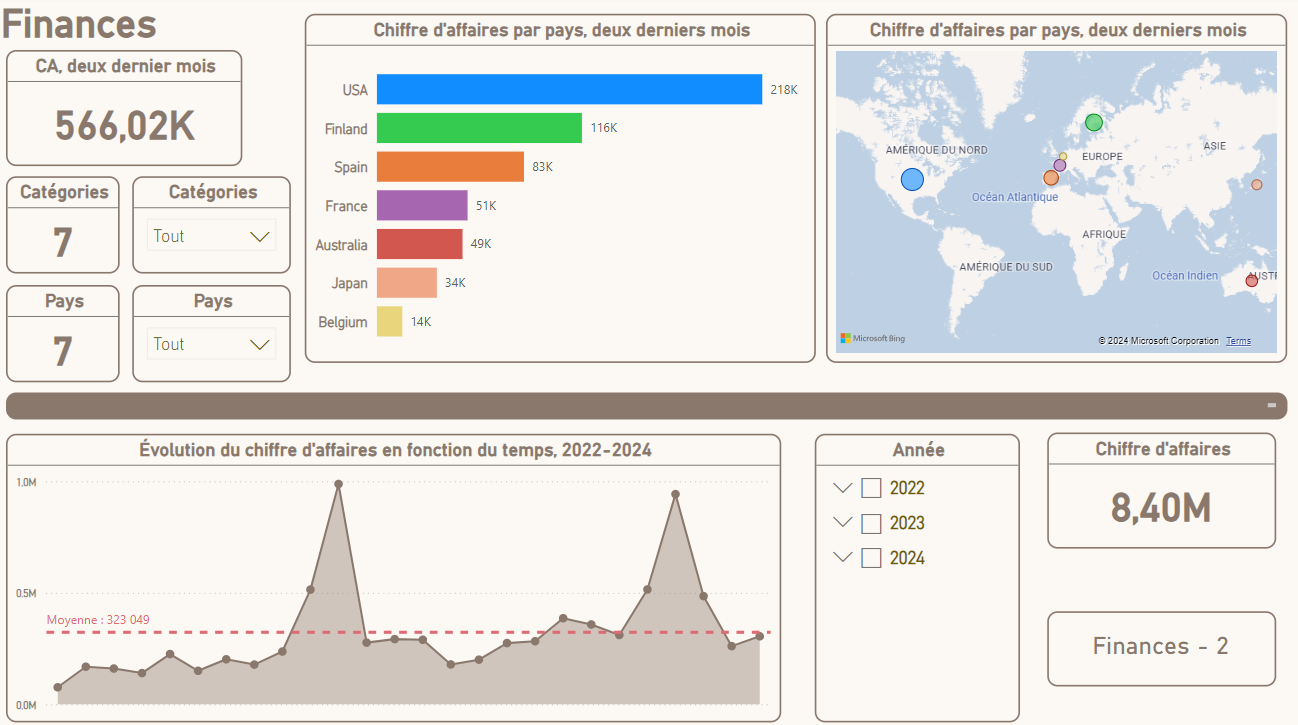 Finances
CA, deux dernier mois
566,02K
Catégories
7
Catégories
Tout
Pays
7
Pays
Tout
Chiffre d'affaires par pays, deux derniers mois
USA 218K
Finland 116K
Spain 83K
France 51K
Australia 49K
Japan 34K
Belgium 14K
Chiffre d'affaires par pays, deux derniers mois
AMÉRIQUE DU NORD
EUROPE
ASIE
Océan Atlantique
AFRIQUE
AMÉRIQUE DU SUD
Océan Indien
AUSTR
Microsoft Bing
© 2024 Microsoft Corporation Terms
Évolution du chiffre d'affaires en fonction du temps, 2022-2024
1.0M
0.5M
Moyenne : 323 049
0.0M
Année
2022
2023
2024
Chiffre d'affaires
8,40M
Finances - 2